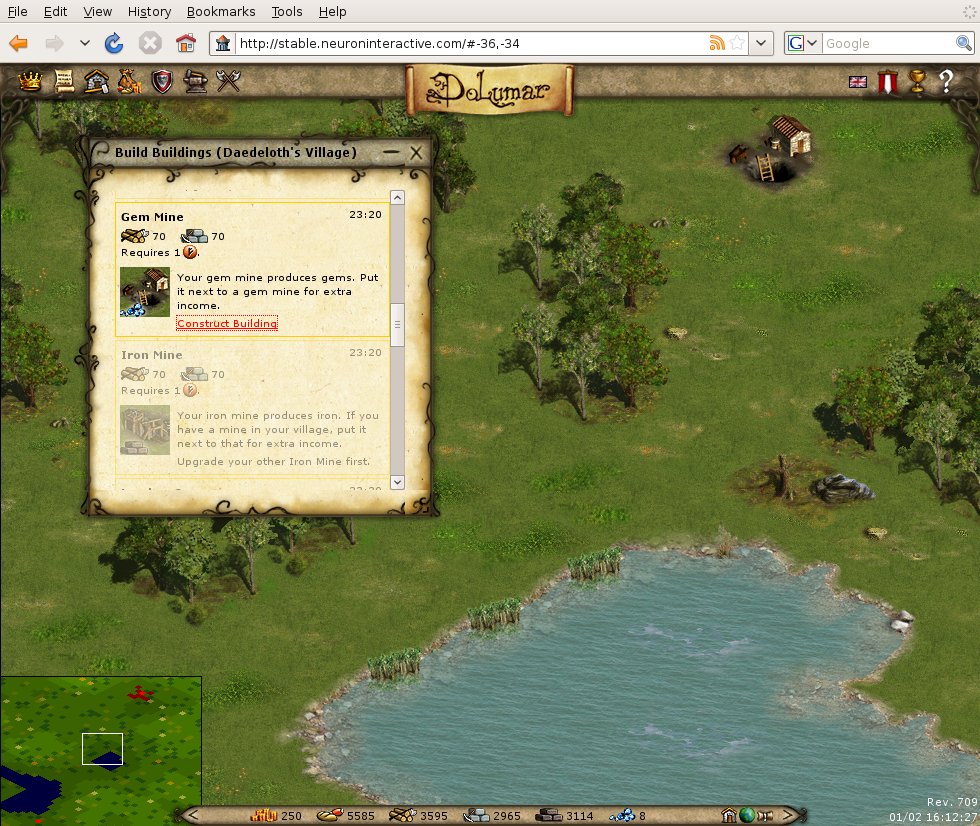 File Edit View History Bookmarks Tools Help
http://stable.neuroninteractive.com/#-36,-34
G Google
Dolumar
Build Buildings (Daedeloth's Village)
Gem Mine 23:20
70 70
Requires 1 .
Your gem mine produces gems. Put
it next to a gem mine for extra
income.
Construct Building
Iron Mine 23:20
70 70
Requires 1 .
Your iron mine produces iron. If you
have a mine in your village, put it
next to that for extra income.
Upgrade your other Iron Mine first.
Rev. 709
250 5585 3595 2965 3114 8
01/02 16:12:29